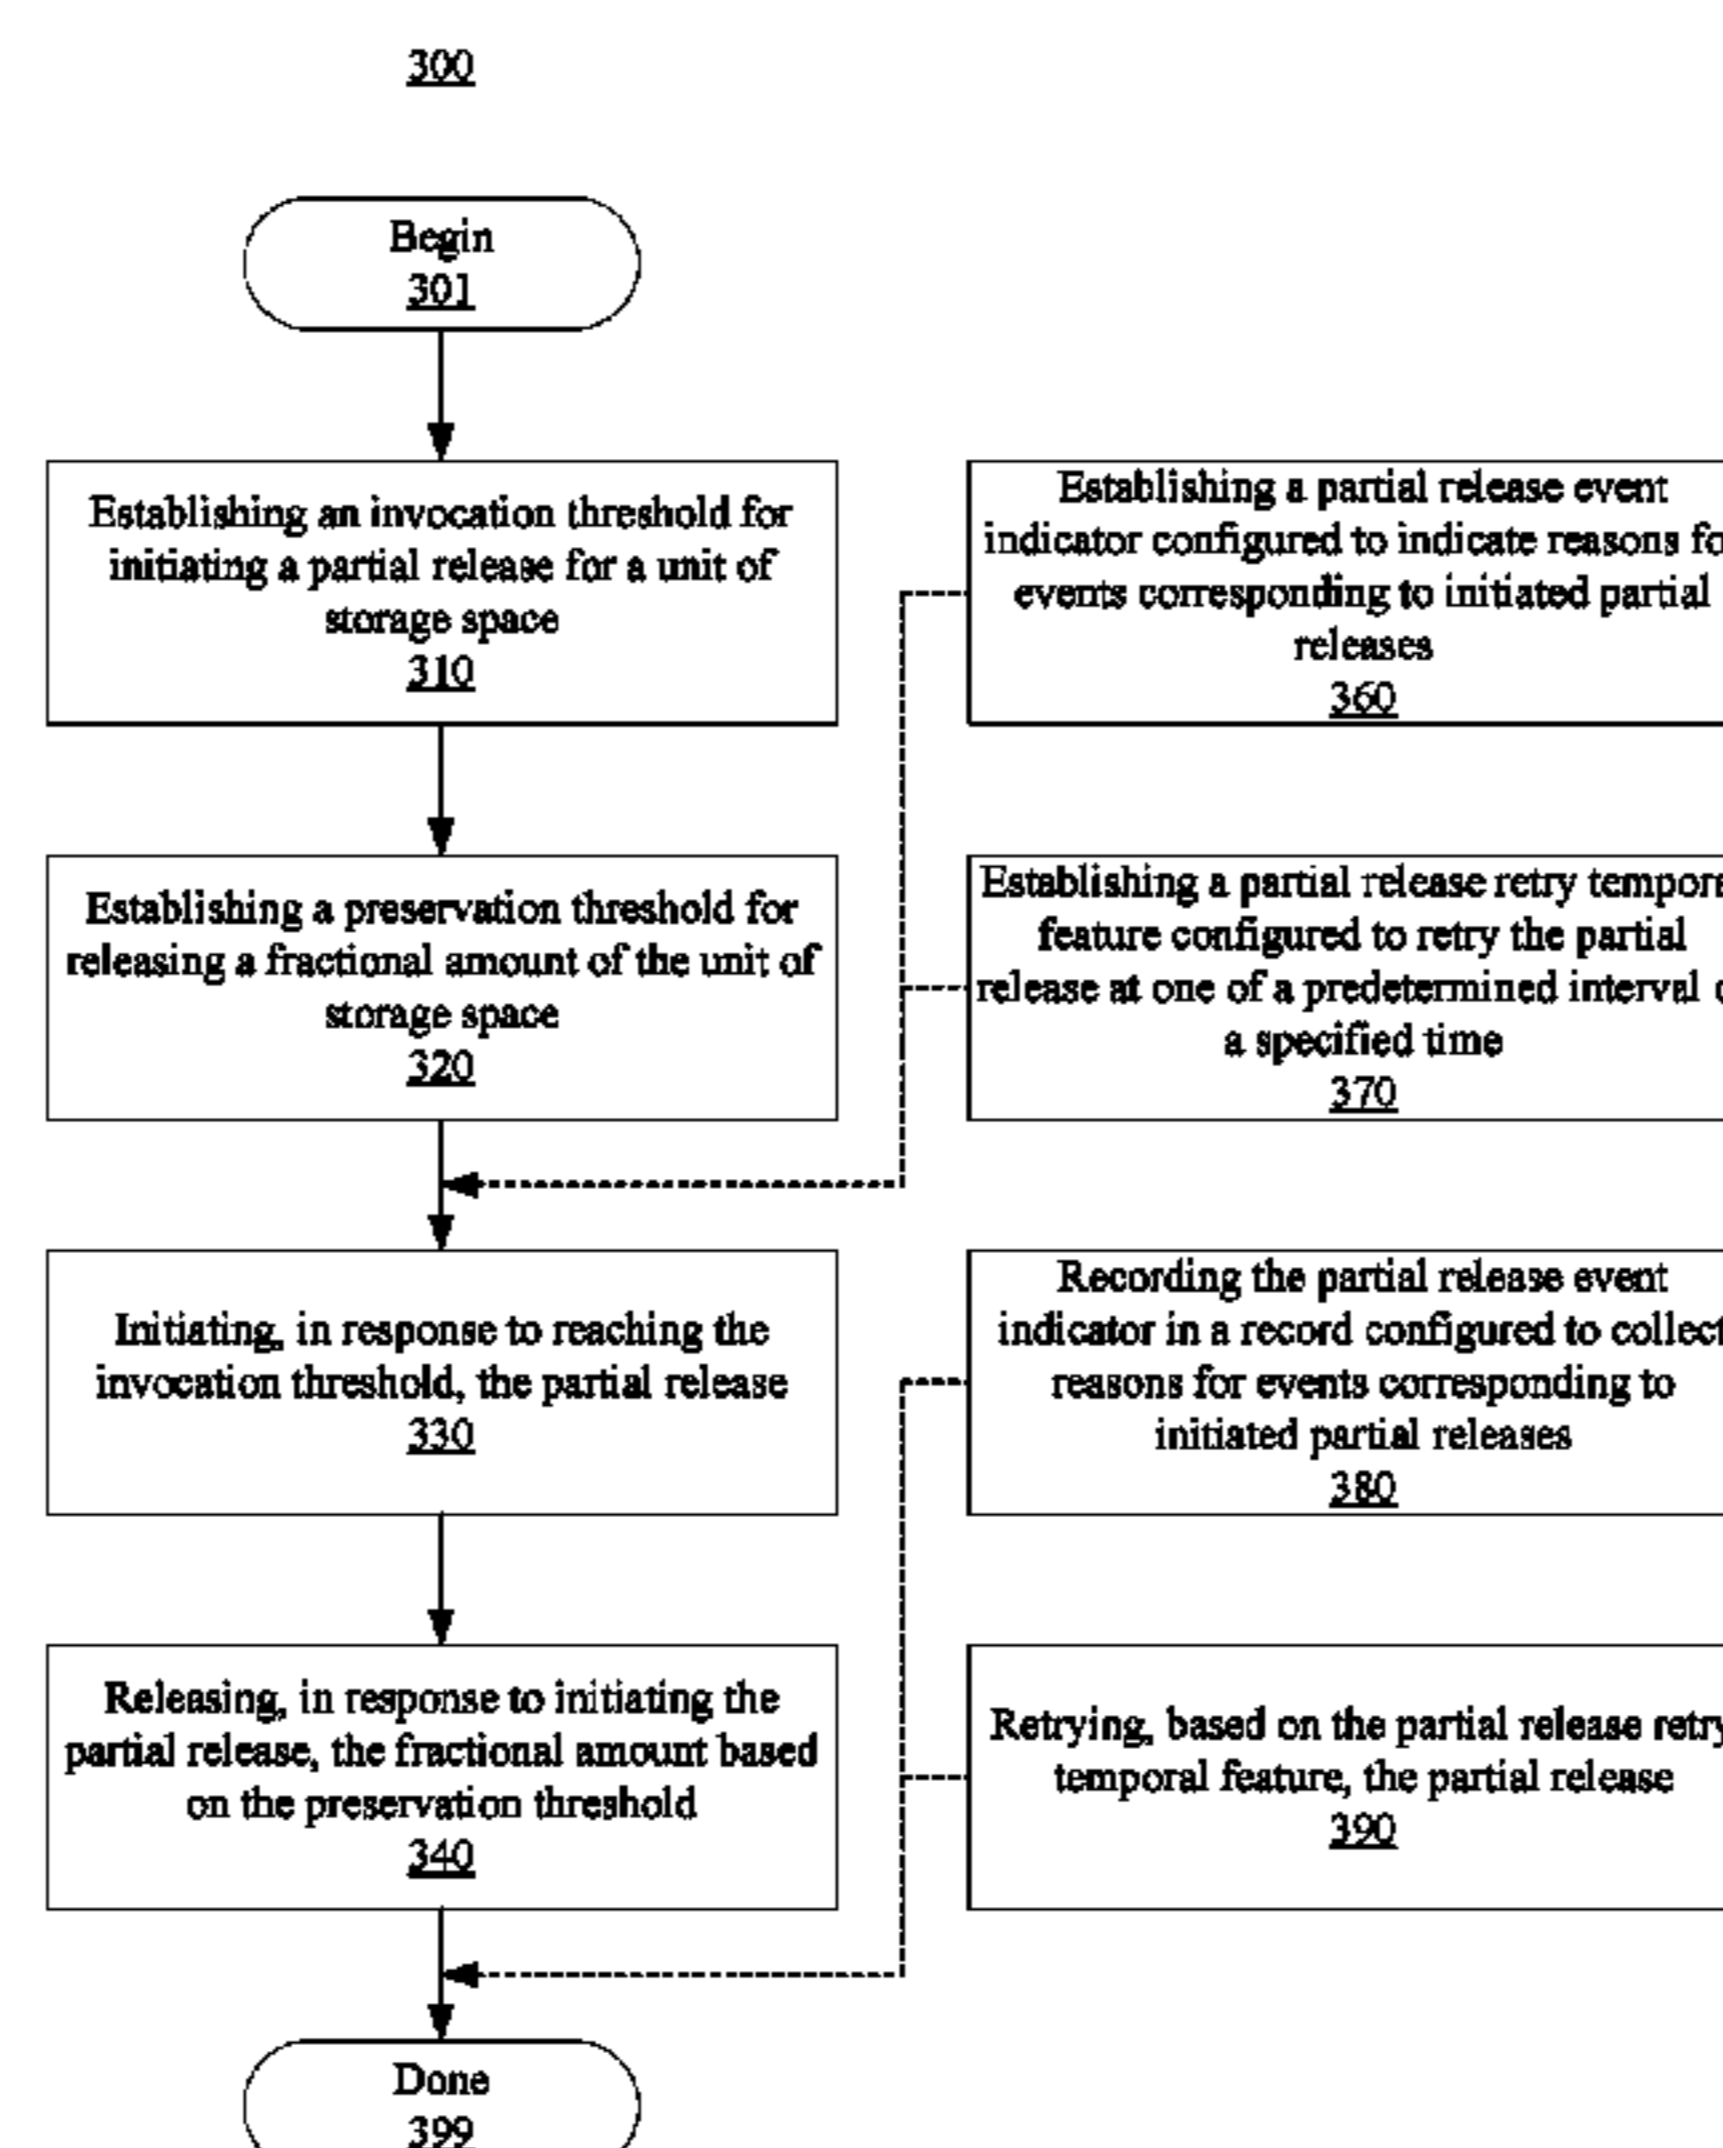 300
Begin
301
Establishing an invocation threshold for
initiating a partial release for a unit of
storage space
310
Establishing a preservation threshold for
releasing a fractional amount of the unit of
storage space
320
Initiating, in response to reaching the
invocation threshold, the partial release
330
Releasing, in response to initiating the
partial release, the fractional amount based
on the preservation threshold
340
Done
399
Establishing a partial release event
indicator configured to indicate reasons
events corresponding to initiated partial
releases
360
Establishing a partial release retry
feature configured to retry the partial
release at one of a predetermined interval
a specified time
370
Recording the partial release event
indicator in a record configured to collect
reasons for events corresponding to
initiated partial releases
380
Retrying, based on the partial release retry
temporal feature, the partial release
390